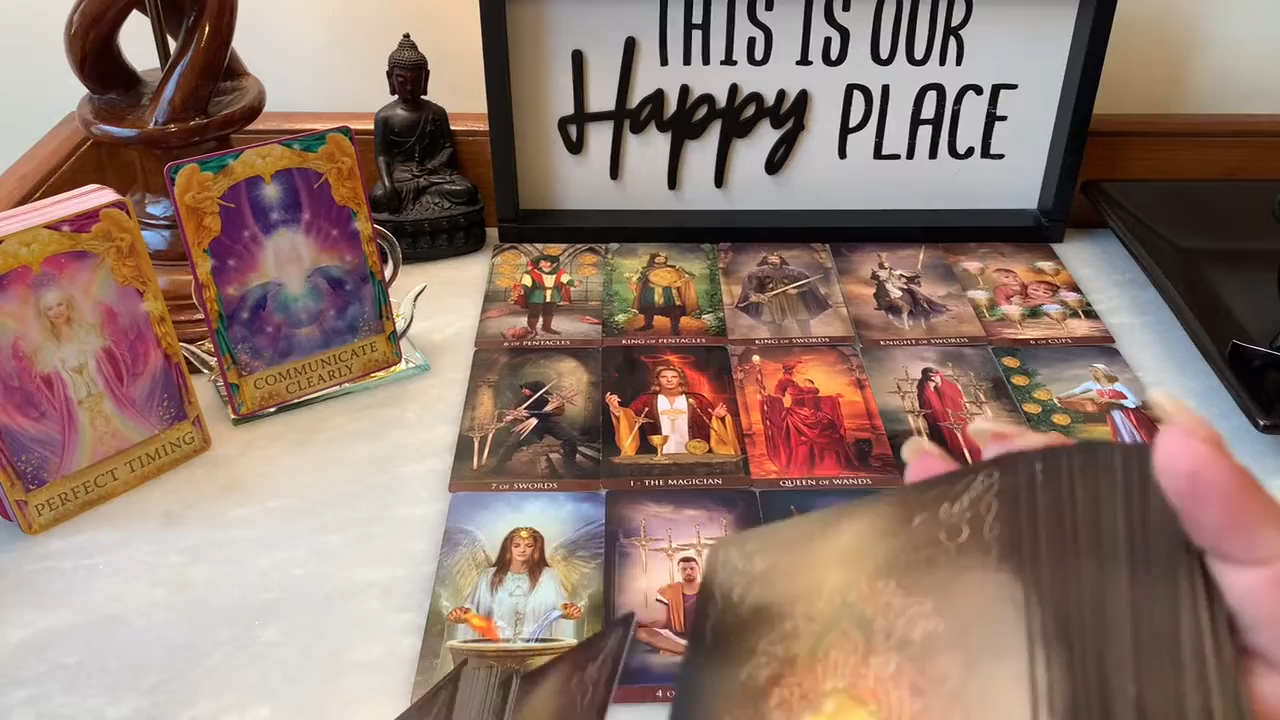 THIS IS OUR
Happy PLACE
COMMUNICATE
CLEARLY
PERFECT TIMING
6 OF PENTACLES
KING OF PENTACLES
KING OF SWORDS
KNIGHT OF SWORDS
6 OF CUPS
7 OF SWORDS
1 - THE MAGICIAN
QUEEN OF WANDS
4 O